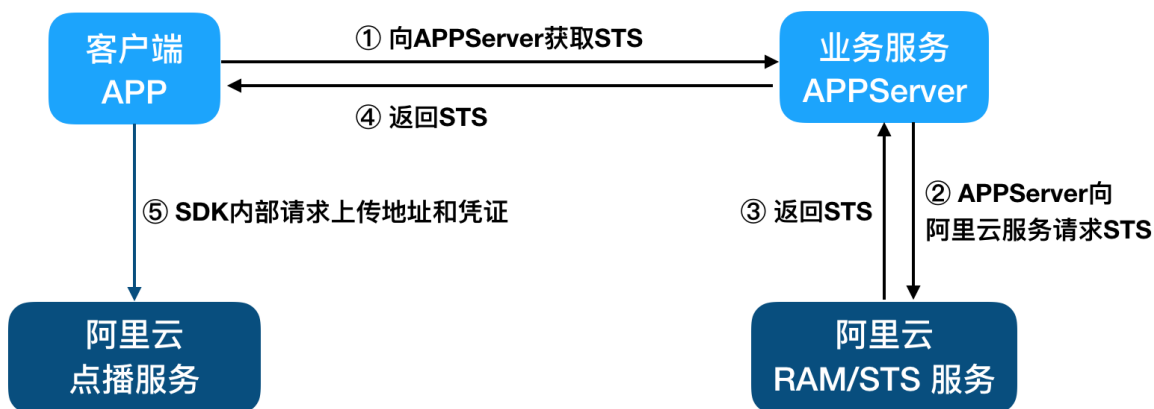 客户端
APP
① 向APPServer获取STS
业务服务
APPServer
④ 返回STS
⑤ SDK内部请求上传地址和凭证
③ 返回STS
② APPServer向
阿里云服务请求STS
阿里云
点播服务
阿里云
RAM/STS 服务